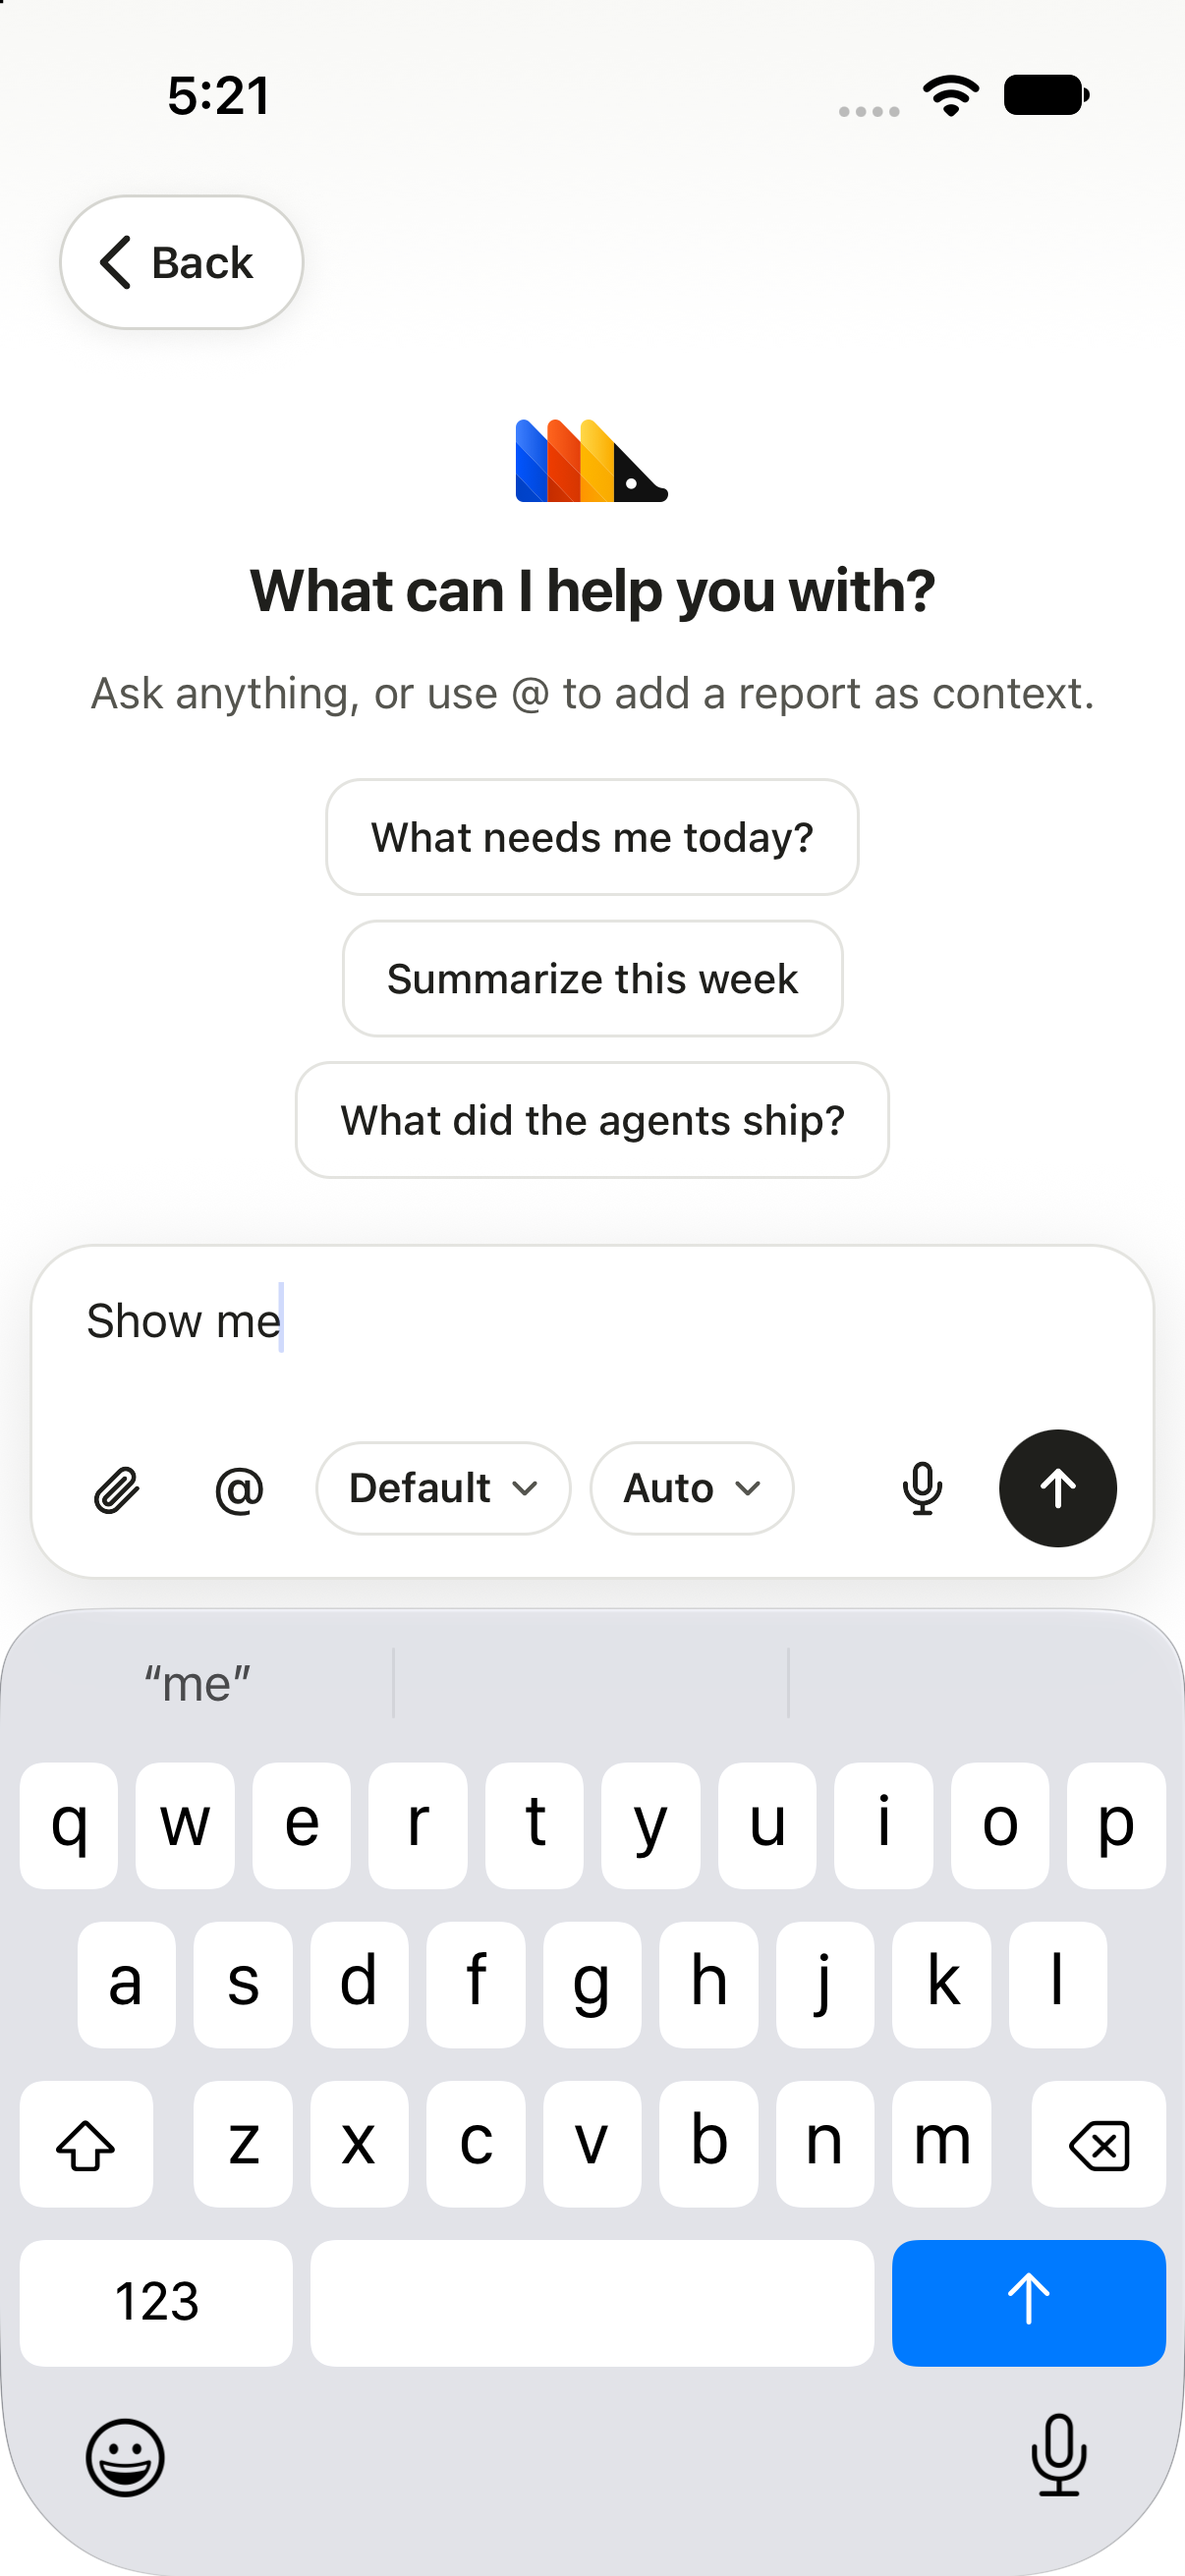 5:21
Back
What can I help you with?
Ask anything, or use @ to add a report as context.
What needs me today?
Summarize this week
What did the agents ship?
Show me
@ Default Auto
“me”
q w e r t y u i o p
a s d f g h j k l
z x c v b n m
123